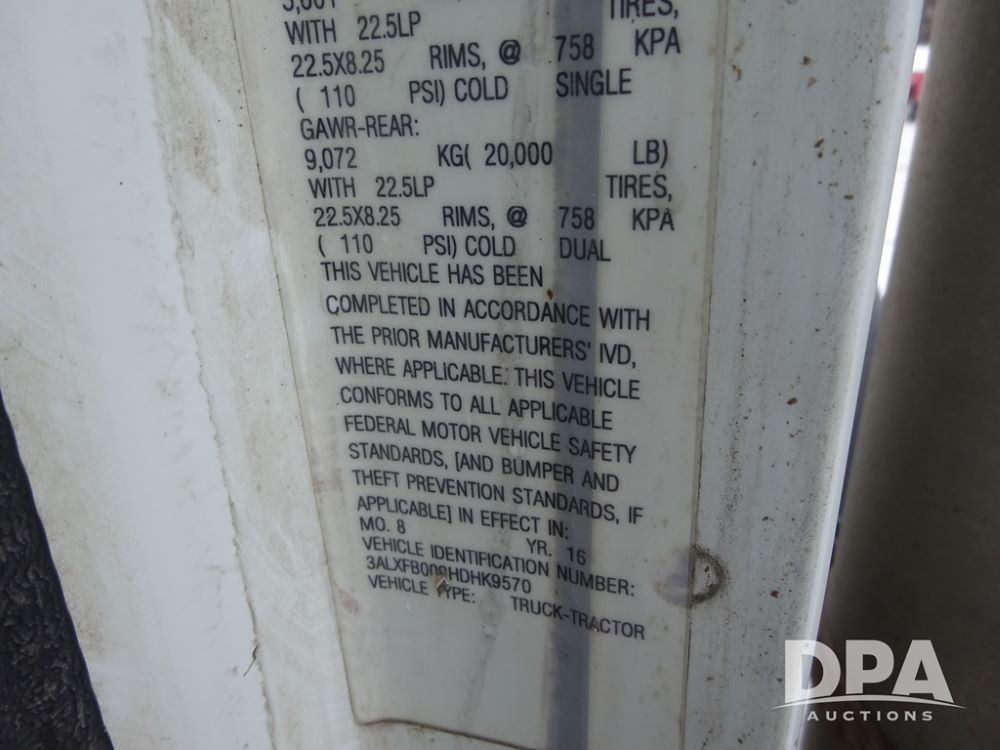 TIRES,
WITH 22.5LP
22.5X8.25 RIMS, @ 758 KPA
( 110 PSI) COLD SINGLE
GAWR-REAR:
9,072 KG( 20,000 LB)
WITH 22.5LP TIRES,
22.5X8.25 RIMS, @ 758 KPA
( 110 PSI) COLD DUAL
THIS VEHICLE HAS BEEN
COMPLETED IN ACCORDANCE WITH
THE PRIOR MANUFACTURERS' IVD,
WHERE APPLICABLE. THIS VEHICLE
CONFORMS TO ALL APPLICABLE
FEDERAL MOTOR VEHICLE SAFETY
STANDARDS, [AND BUMPER AND
THEFT PREVENTION STANDARDS, IF
APPLICABLE] IN EFFECT IN:
MO. 8 YR. 16
VEHICLE IDENTIFICATION NUMBER:
VEHICLE TYPE: TRUCK-TRACTOR
DPA
AUCTIONS